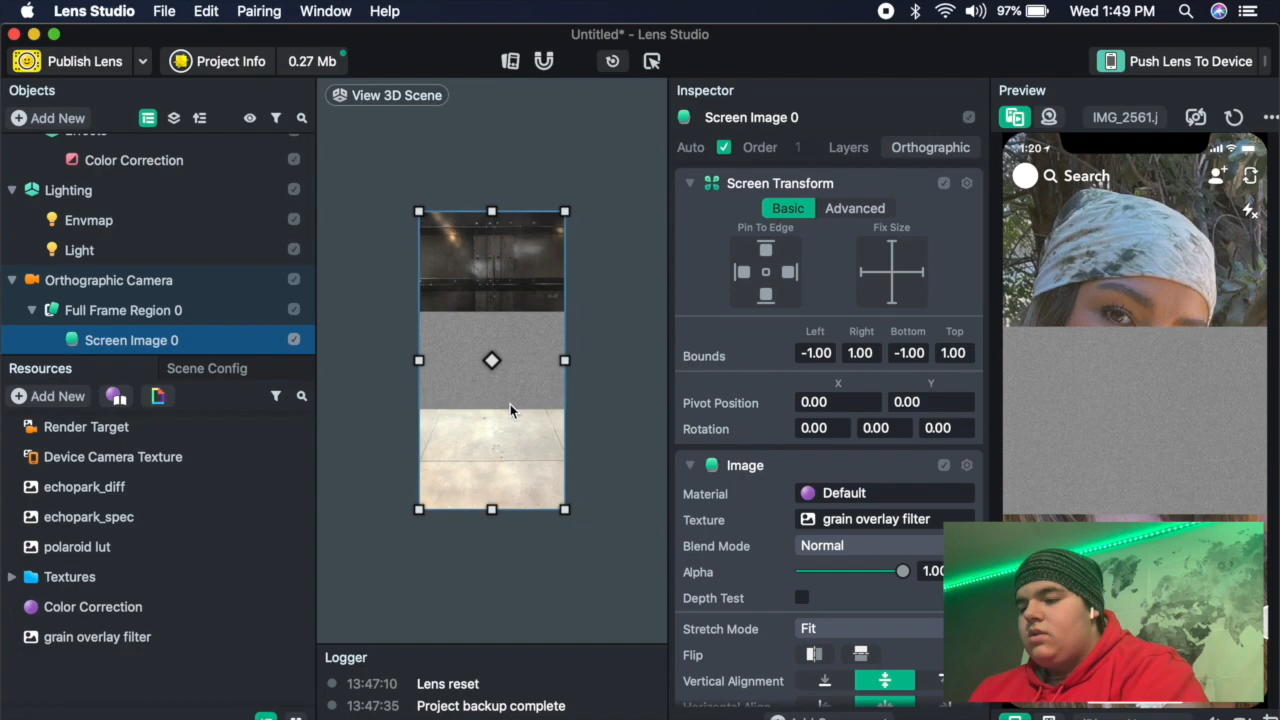 Lens Studio File Edit Pairing Window Help 97% Wed 1:49 PM
Untitled* - Lens Studio
Publish Lens Project Info 0.27 Mb Push Lens To Device
Objects
Add New
Color Correction
Lighting
Envmap
Light
Orthographic Camera
Full Frame Region 0
Screen Image 0
Resources Scene Config
Add New
Render Target
Device Camera Texture
echopark_diff
echopark_spec
polaroid lut
Textures
Color Correction
grain overlay filter
View 3D Scene
Logger
13:47:10 Lens reset
13:47:35 Project backup complete
Inspector
Screen Image 0
Auto Order 1 Layers Orthographic
Screen Transform
Basic Advanced
Pin To Edge Fix Size
Left Right Bottom Top
Bounds -1.00 1.00 -1.00 1.00
X Y
Pivot Position 0.00 0.00
Rotation 0.00 0.00 0.00
Image
Material Default
Texture grain overlay filter
Blend Mode Normal
Alpha 1.00
Depth Test
Stretch Mode Fit
Flip
Vertical Alignment
Preview
IMG_2561.j
1:20
Search